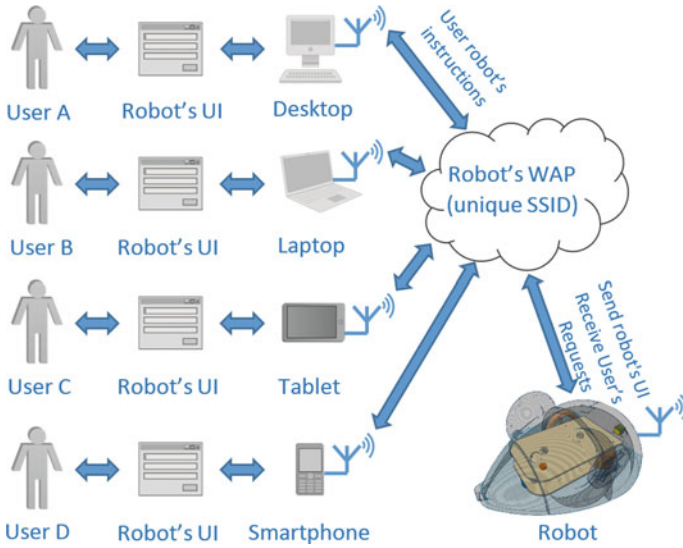 User A
Robot's UI
Desktop
User robot's
instructions
Robot's WAP
(unique SSID)
User B
Robot's UI
Laptop
User C
Robot's UI
Tablet
Send robot's UI
Receive User's
Requests
User D
Robot's UI
Smartphone
Robot